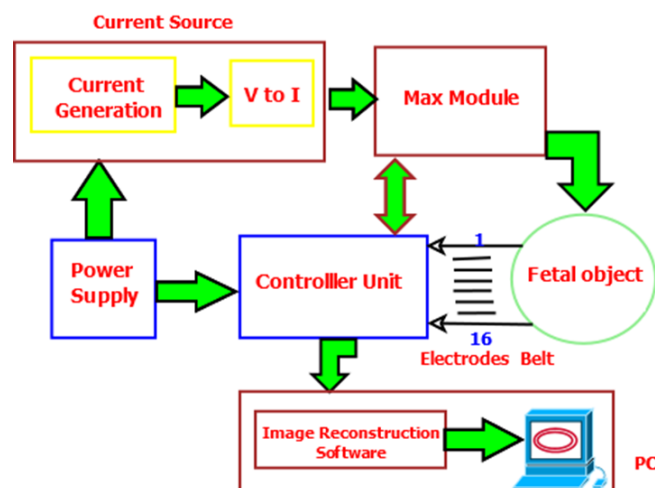 Current Source
Current
Generation
V to I
Max Module
Power
Supply
Controlller Unit
1
16
Electrodes Belt
Fetal object
Image Reconstruction
Software
PC